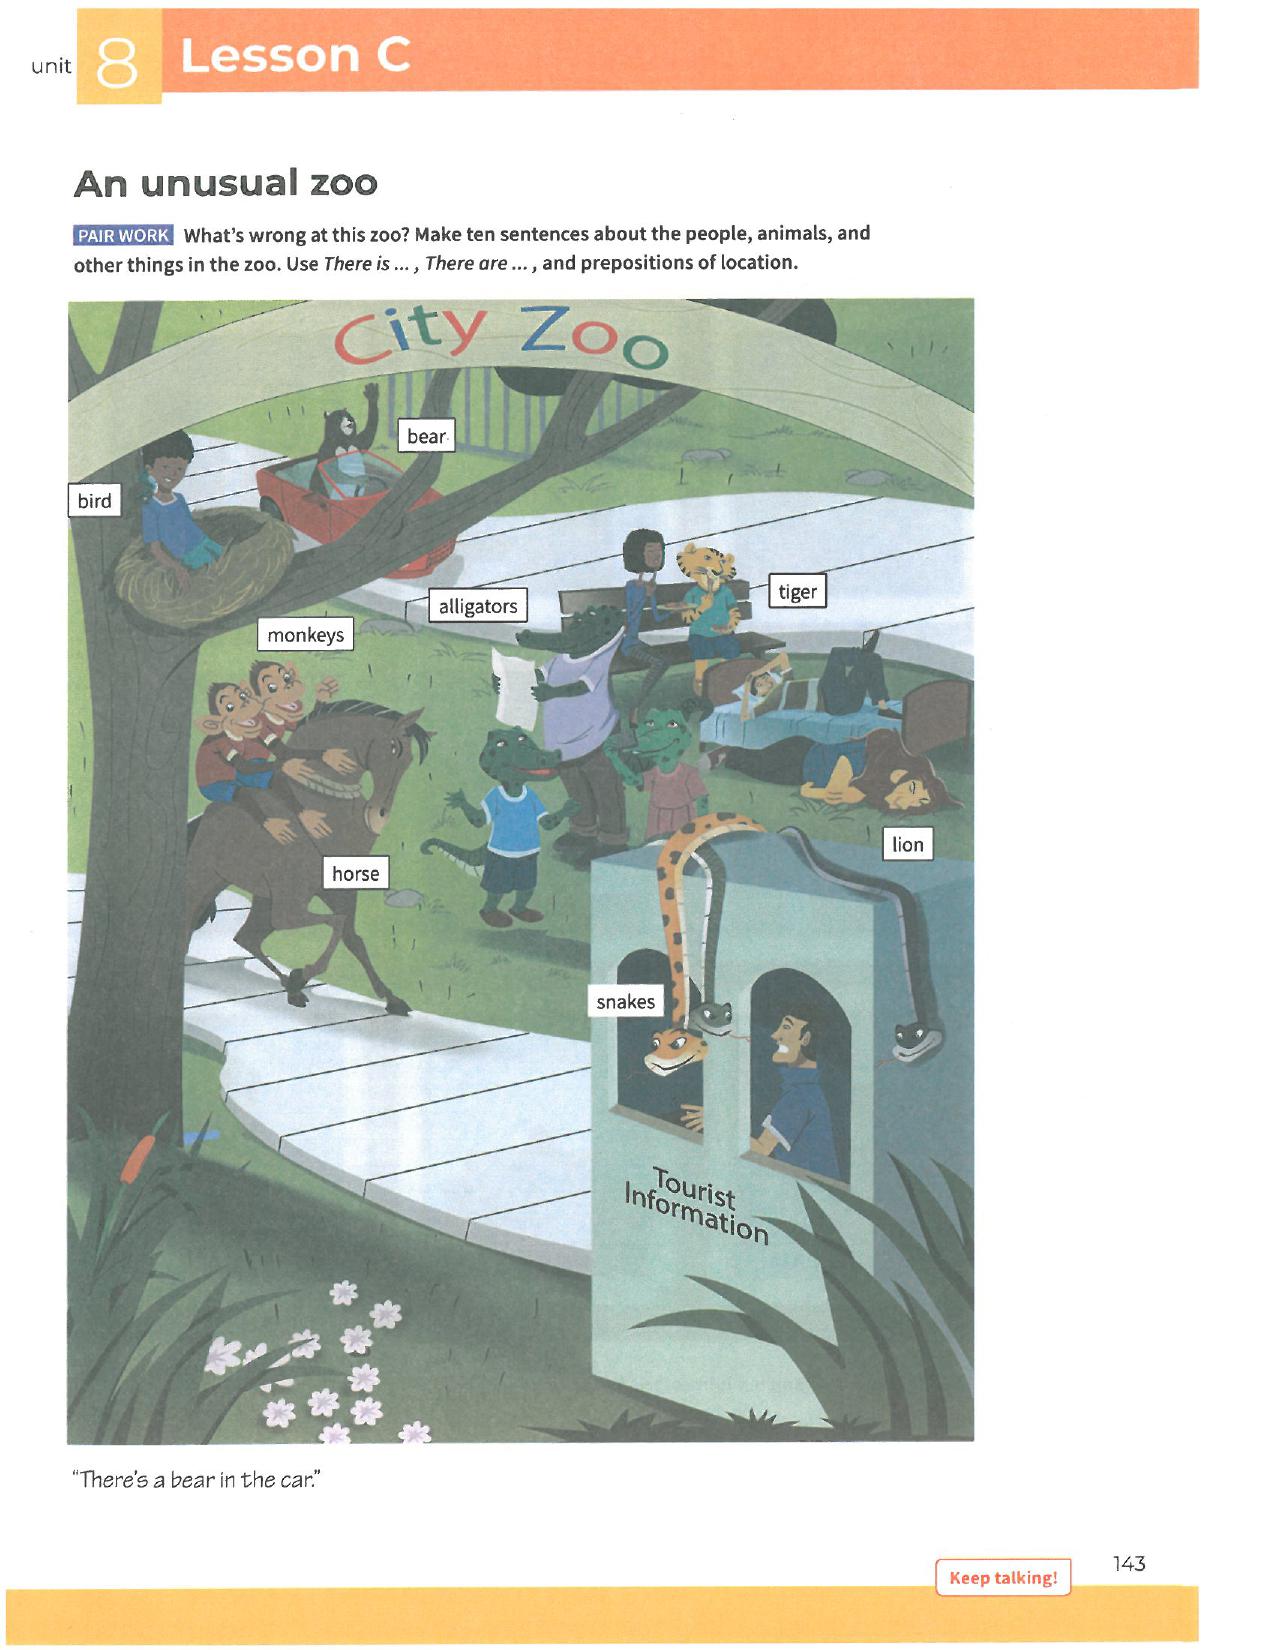 unit 8 Lesson C
An unusual zoo
PAIR WORK What's wrong at this zoo? Make ten sentences about the people, animals, and
other things in the zoo. Use There is ... , There are ... , and prepositions of location.
City Zoo
bear
bird
tiger
alligators
monkeys
lion
horse
snakes
Tourist
Information
"There's a bear in the car."
143
Keep talking!